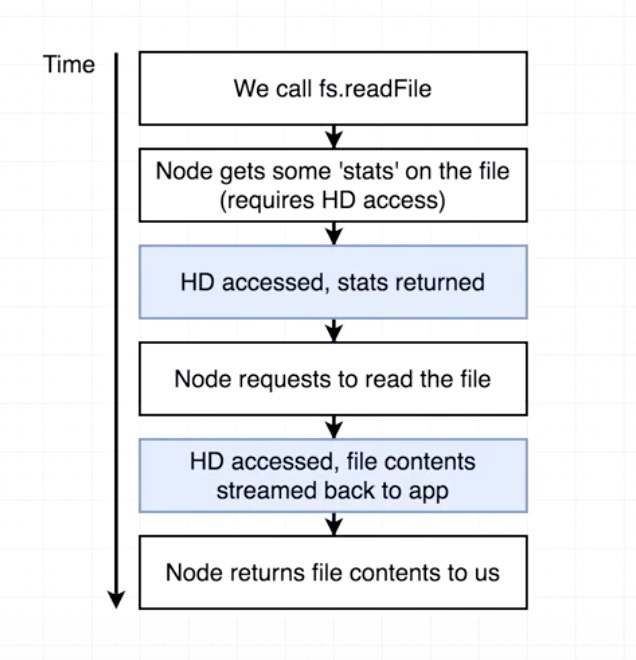 Time
We call fs.readFile
Node gets some 'stats' on the file
(requires HD access)
HD accessed, stats returned
Node requests to read the file
HD accessed, file contents
streamed back to app
Node returns file contents to us